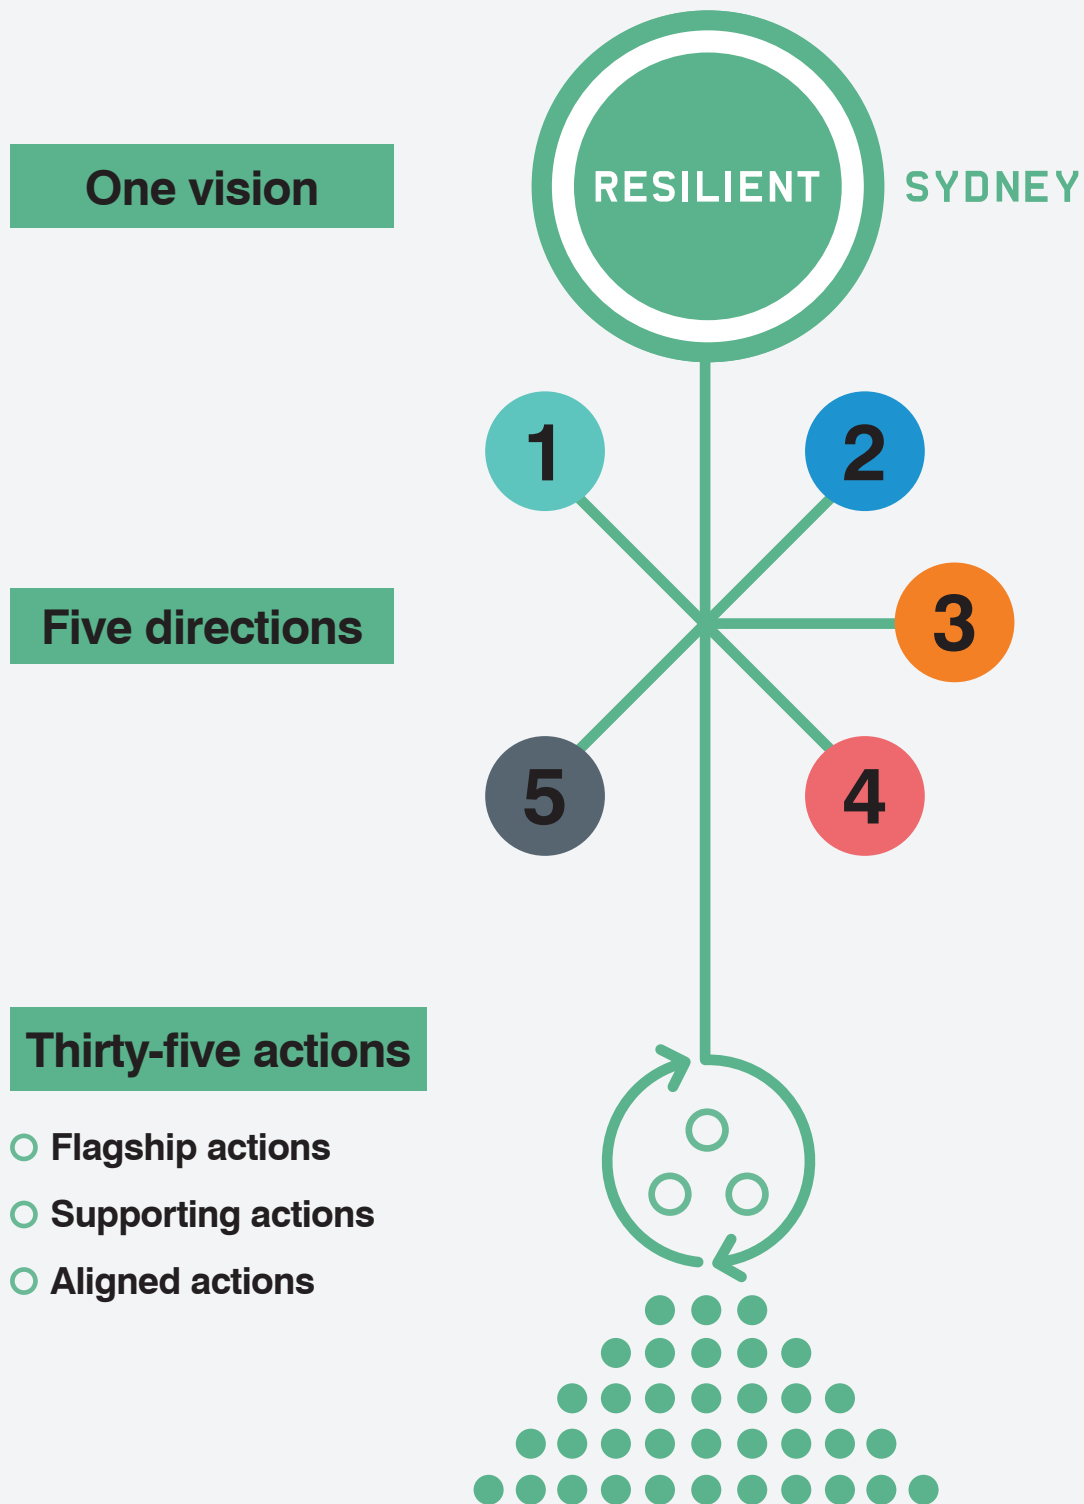 One vision
RESILIENT SYDNEY
1
2
Five directions
3
5
4
Thirty-five actions
Flagship actions
Supporting actions
Aligned actions